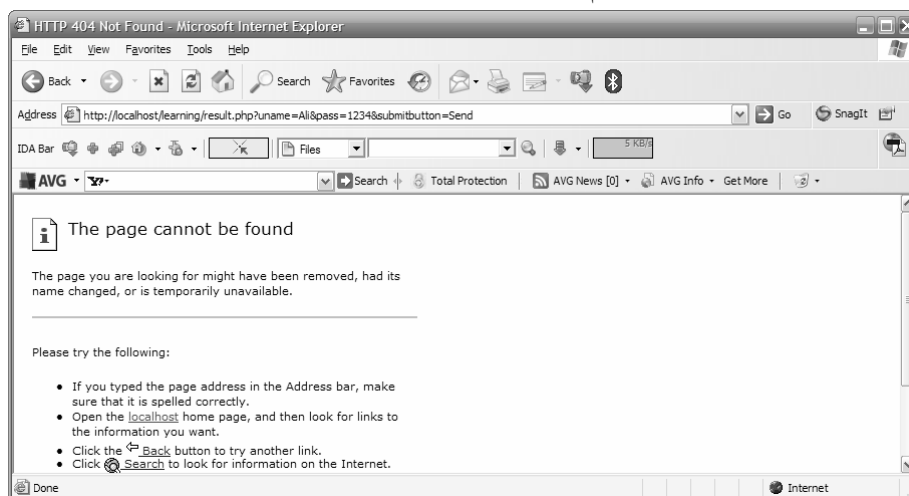 HTTP 404 Not Found - Microsoft Internet Explorer
File Edit View Favorites Tools Help
Back Search Favorites
Address http://localhost/learning/result.php?uname=Ali&pass=1234&submitbutton=Send Go SnagIt
IDA Bar Files 5 KB/s
AVG Y?· Search Total Protection AVG News [0] AVG Info Get More
The page cannot be found
The page you are looking for might have been removed, had its
name changed, or is temporarily unavailable.
Please try the following:
• If you typed the page address in the Address bar, make
sure that it is spelled correctly.
• Open the localhost home page, and then look for links to
the information you want.
• Click the Back button to try another link.
• Click Search to look for information on the Internet.
Done Internet